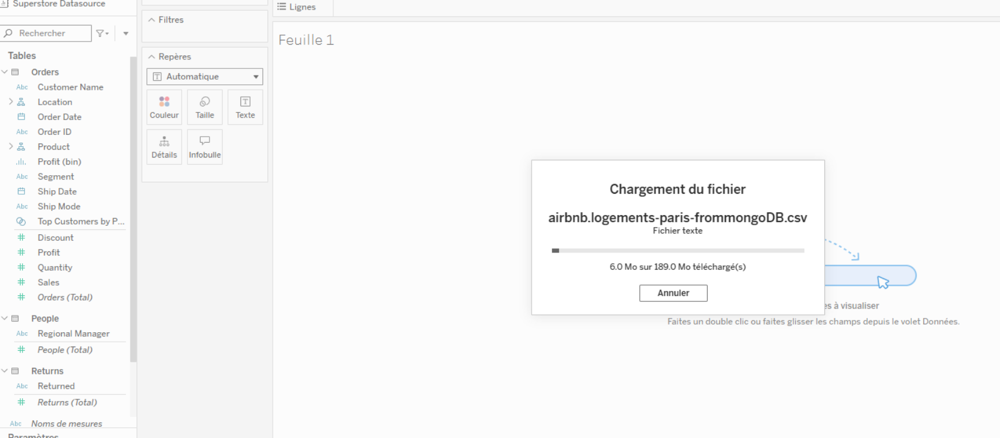 Superstore Datasource
Rechercher
Tables
Orders
Abc Customer Name
Location
Order Date
Abc Order ID
Product
Profit (bin)
Abc Segment
Ship Date
Abc Ship Mode
Top Customers by P...
# Discount
# Profit
# Quantity
# Sales
# Orders (Total)
People
Abc Regional Manager
# People (Total)
Returns
Abc Returned
# Returns (Total)
Abc Noms de mesures
Paramètres
Filtres
Repères
T Automatique
Couleur
Taille
T Texte
Détails
Infobulle
Lignes
Feuille 1
Chargement du fichier
airbnb.logements-paris-frommongoDB.csv
Fichier texte
6.0 Mo sur 189.0 Mo téléchargé(s)
Annuler
es à visualiser
Faites un double clic ou faites glisser les champs depuis le volet Données.